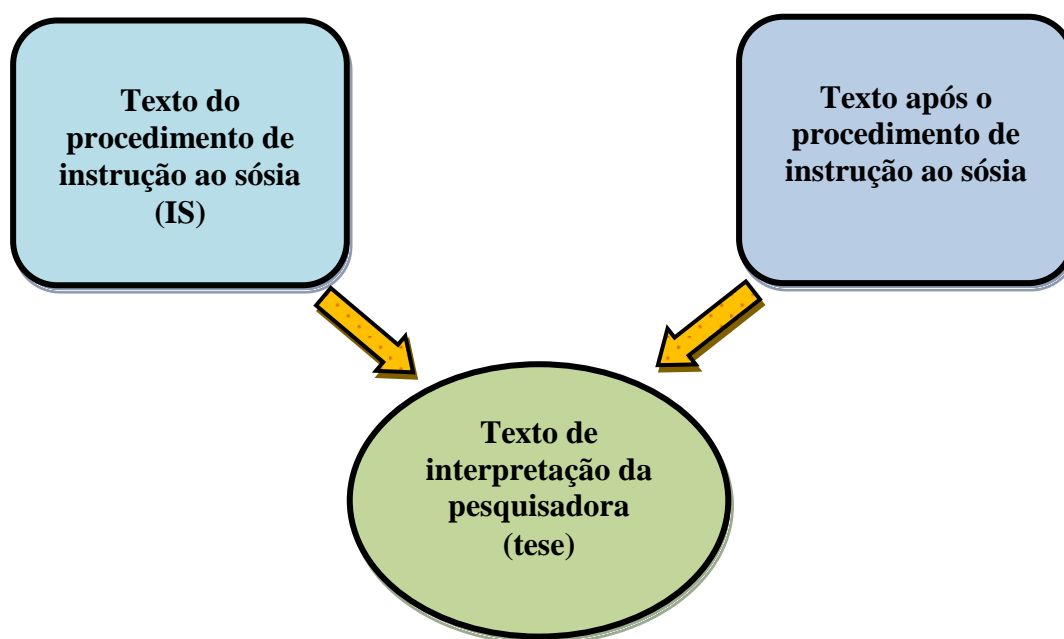 Texto do
procedimento de
instrução ao sósia
(IS)
Texto após o
procedimento de
instrução ao sósia
Texto de
interpretação da
pesquisadora
(tese)